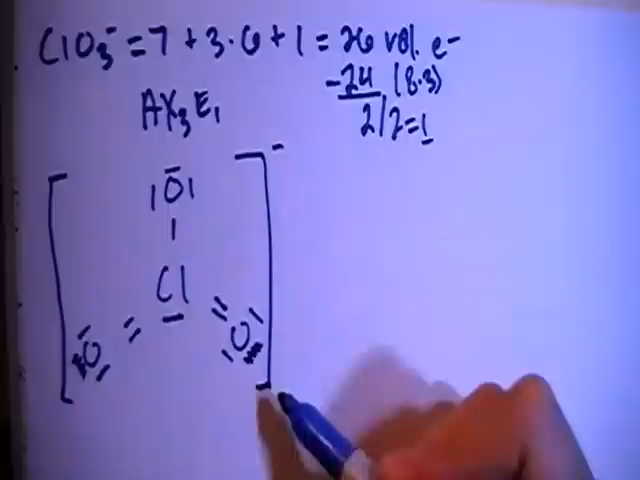 ClO₃⁻ = 7 + 3·6 + 1 = 26 val. e⁻
-24 (8·3)
2/2=1
AX₃E₁
-
O
Cl
O O